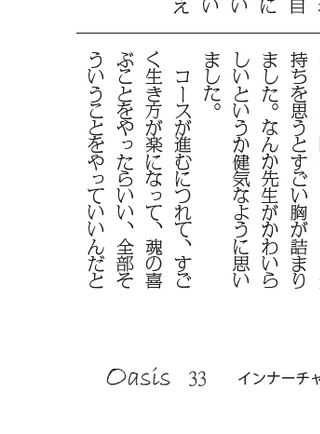 自
に
い
い
え
持ちを思うとすごい胸が詰まり
ました。なんか先生がかわいら
しいというか健気なように思い
ました。
コースが進むにつれて、すご
く生き方が楽になって、魂の喜
ぶことをやったらいい、全部そ
ういうことをやっていいんだと
Oasis 33 インナーチャ